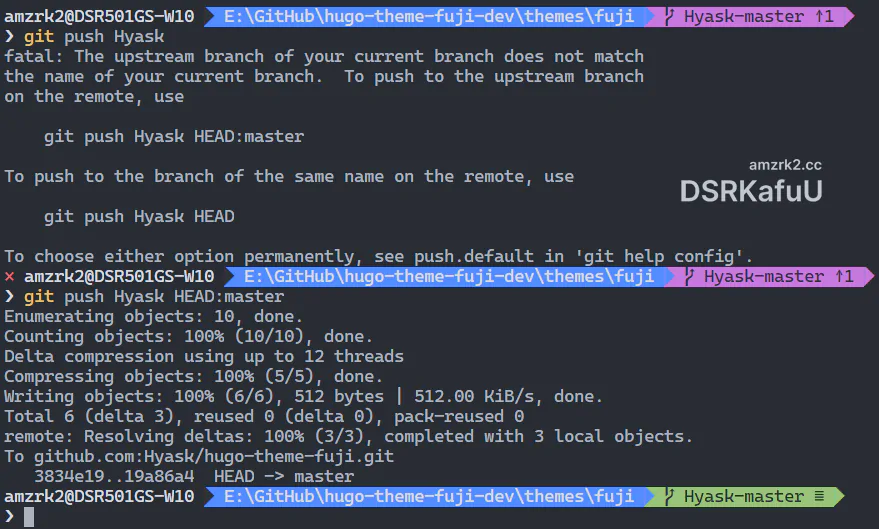 amzrk2@DSR501GS-W10 E:\GitHub\hugo-theme-fuji-dev\themes\fuji Hyask-master ↑1
❯ git push Hyask
fatal: The upstream branch of your current branch does not match
the name of your current branch.  To push to the upstream branch
on the remote, use
    git push Hyask HEAD:master
To push to the branch of the same name on the remote, use
    git push Hyask HEAD
To choose either option permanently, see push.default in 'git help config'.
amzrk2.cc
DSRKafuU
× amzrk2@DSR501GS-W10 E:\GitHub\hugo-theme-fuji-dev\themes\fuji Hyask-master ↑1
❯ git push Hyask HEAD:master
Enumerating objects: 10, done.
Counting objects: 100% (10/10), done.
Delta compression using up to 12 threads
Compressing objects: 100% (5/5), done.
Writing objects: 100% (6/6), 512 bytes | 512.00 KiB/s, done.
Total 6 (delta 3), reused 0 (delta 0), pack-reused 0
remote: Resolving deltas: 100% (3/3), completed with 3 local objects.
To github.com:Hyask/hugo-theme-fuji.git
   3834e19..19a86a4  HEAD -> master
amzrk2@DSR501GS-W10 E:\GitHub\hugo-theme-fuji-dev\themes\fuji Hyask-master ≡
❯